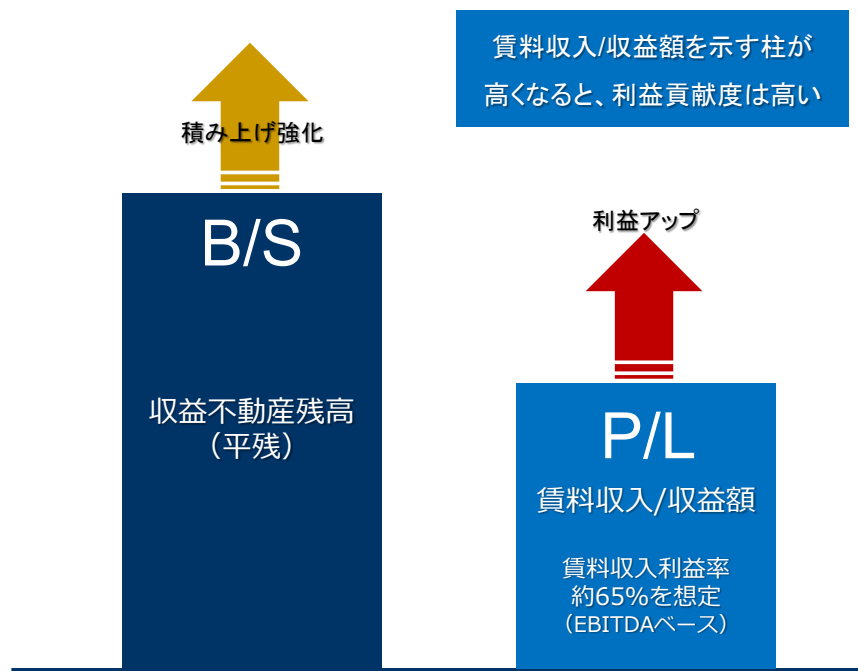 賃料収入/収益額を示す柱が
高くなると、利益貢献度は高い
積み上げ強化
B/S
収益不動産残高
（平残）
利益アップ
P/L
賃料収入/収益額
賃料収入利益率
約65%を想定
（EBITDAベース）